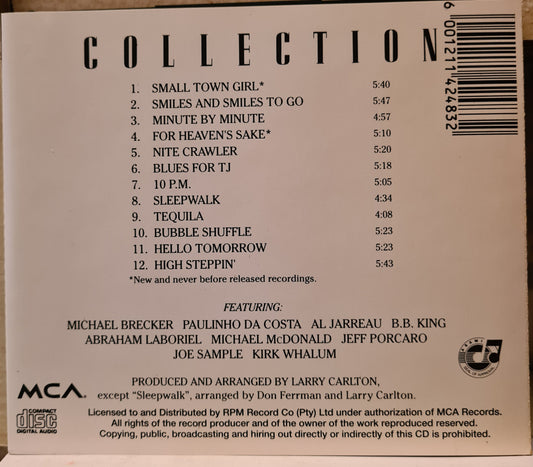 COLLECTION
6 001211 424832
1. SMALL TOWN GIRL* 5:40
2. SMILES AND SMILES TO GO 5:47
3. MINUTE BY MINUTE 4:57
4. FOR HEAVEN'S SAKE* 5:10
5. NITE CRAWLER 5:20
6. BLUES FOR TJ 5:18
7. 10 P.M. 5:05
8. SLEEPWALK 4:34
9. TEQUILA 4:08
10. BUBBLE SHUFFLE 5:23
11. HELLO TOMORROW 5:23
12. HIGH STEPPIN' 5:43
*New and never before released recordings.
FEATURING:
MICHAEL BRECKER PAULINHO DA COSTA AL JARREAU B.B. KING
ABRAHAM LABORIEL MICHAEL McDONALD JEFF PORCARO
JOE SAMPLE KIRK WHALUM
PRODUCED AND ARRANGED BY LARRY CARLTON,
except "Sleepwalk", arranged by Don Ferrman and Larry Carlton.
MCA
COMPACT
disc
DIGITAL AUDIO
Licensed to and Distributed by RPM Record Co (Pty) Ltd under authorization of MCA Records.
All rights of the record producer and of the owner of the work reproduced reserved.
Copying, public, broadcasting and hiring out directly or indirectly of this CD is prohibited.